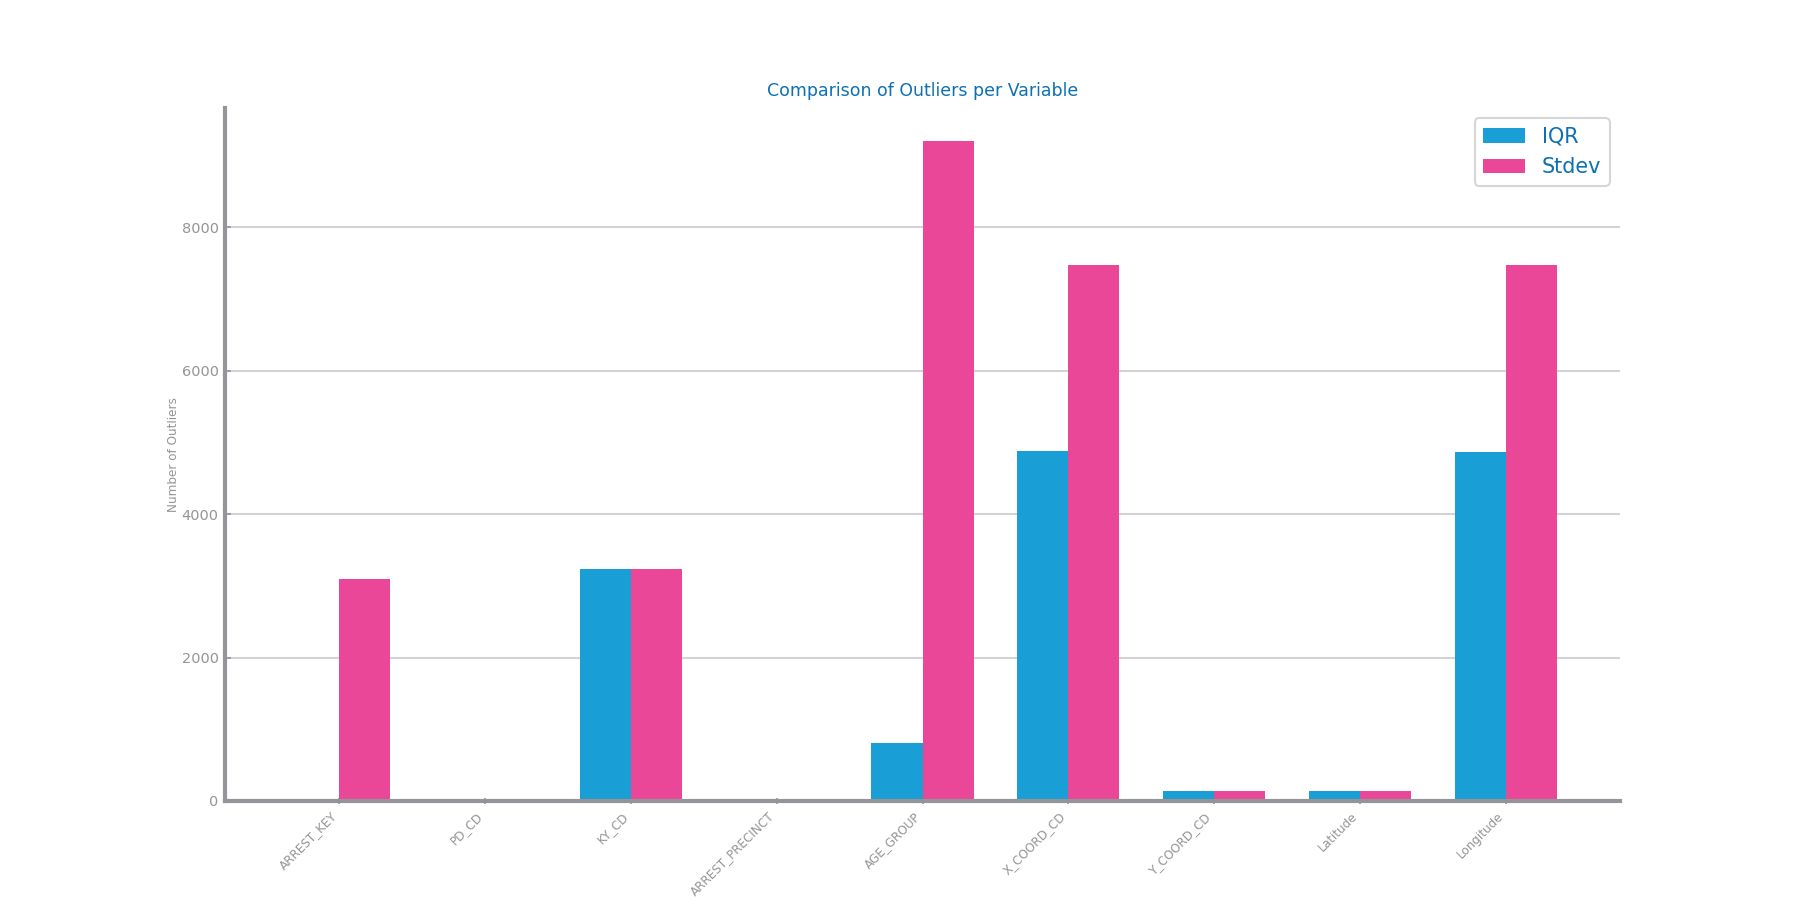 Comparison of Outliers per Variable
IQR
Stdev
Number of Outliers
8000
6000
4000
2000
0
ARREST_KEY
PD_CD
KY_CD
ARREST_PRECINCT
AGE_GROUP
X_COORD_CD
Y_COORD_CD
Latitude
Longitude